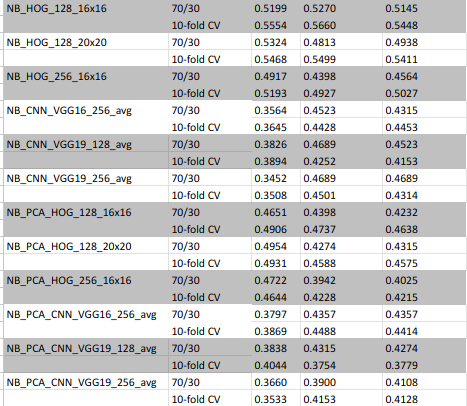 NB_HOG_128_16x16 70/30 0.5199 0.5270 0.5145
10-fold CV 0.5554 0.5660 0.5448
NB_HOG_128_20x20 70/30 0.5324 0.4813 0.4938
10-fold CV 0.5468 0.5499 0.5411
NB_HOG_256_16x16 70/30 0.4917 0.4398 0.4564
10-fold CV 0.5193 0.4927 0.5027
NB_CNN_VGG16_256_avg 70/30 0.3564 0.4523 0.4315
10-fold CV 0.3645 0.4428 0.4453
NB_CNN_VGG19_128_avg 70/30 0.3826 0.4689 0.4523
10-fold CV 0.3894 0.4252 0.4153
NB_CNN_VGG19_256_avg 70/30 0.3452 0.4689 0.4689
10-fold CV 0.3508 0.4501 0.4314
NB_PCA_HOG_128_16x16 70/30 0.4651 0.4398 0.4232
10-fold CV 0.4906 0.4737 0.4638
NB_PCA_HOG_128_20x20 70/30 0.4954 0.4274 0.4315
10-fold CV 0.4931 0.4588 0.4575
NB_PCA_HOG_256_16x16 70/30 0.4722 0.3942 0.4025
10-fold CV 0.4644 0.4228 0.4215
NB_PCA_CNN_VGG16_256_avg 70/30 0.3797 0.4357 0.4357
10-fold CV 0.3869 0.4488 0.4414
NB_PCA_CNN_VGG19_128_avg 70/30 0.3838 0.4315 0.4274
10-fold CV 0.4044 0.3754 0.3779
NB_PCA_CNN_VGG19_256_avg 70/30 0.3660 0.3900 0.4108
10-fold CV 0.3533 0.4153 0.4128